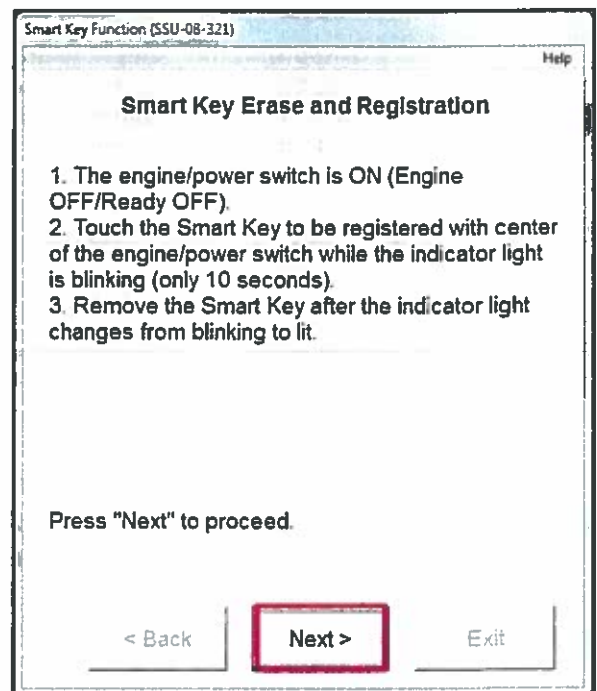 Smart Key Function (SSU-08-321)
Help
Smart Key Erase and Registration
1. The engine/power switch is ON (Engine
OFF/Ready OFF).
2. Touch the Smart Key to be registered with center
of the engine/power switch while the indicator light
is blinking (only 10 seconds).
3. Remove the Smart Key after the indicator light
changes from blinking to lit.
Press "Next" to proceed.
< Back
Next >
Exit